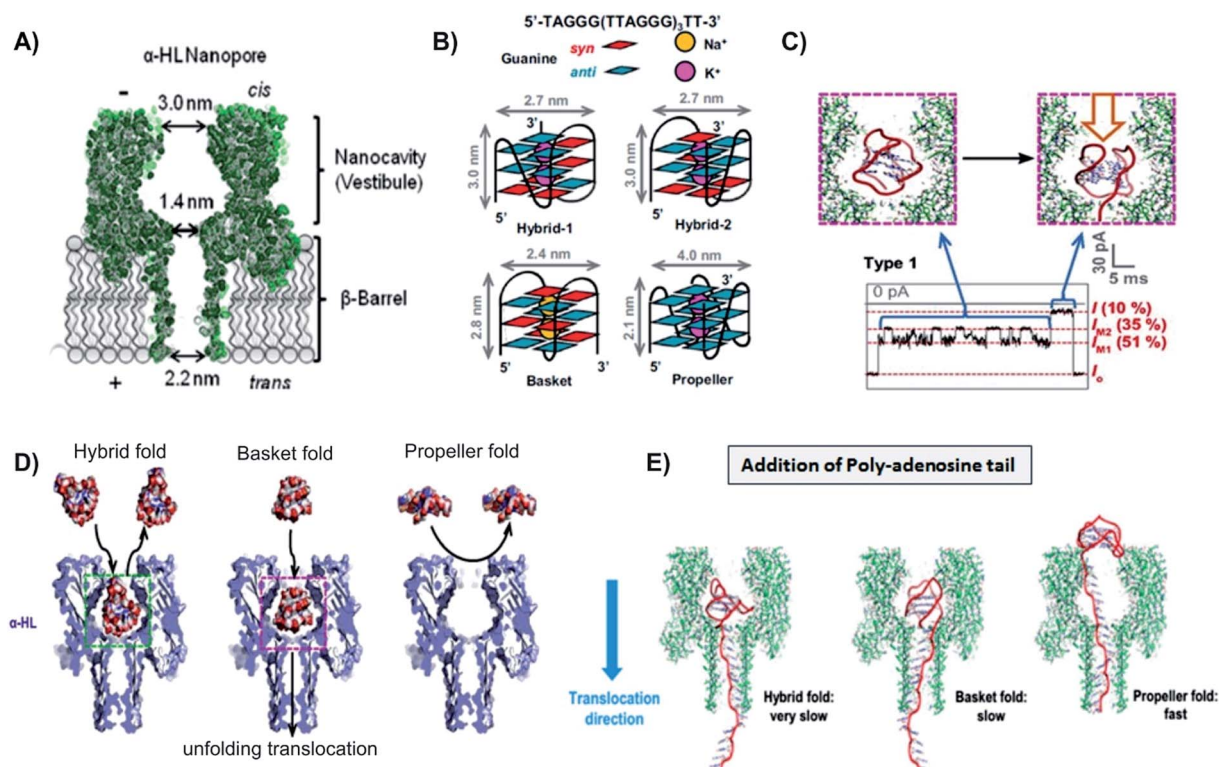 A)
α-HL Nanopore
-
cis
3.0 nm
Nanocavity
(Vestibule)
1.4 nm
β-Barrel
+
2.2 nm
trans
B)
5'-TAGGG(TTAGGG)₃TT-3'
Guanine
syn
anti
Na⁺
K⁺
2.7 nm
3.0 nm
3'
5'
Hybrid-1
2.7 nm
3.0 nm
3'
5'
Hybrid-2
2.4 nm
2.8 nm
5'
3'
Basket
4.0 nm
2.1 nm
3'
5'
Propeller
C)
30 pA
5 ms
Type 1
0 pA
I (10 %)
I_M2 (35 %)
I_M1 (51 %)
I_o
D)
Hybrid fold
Basket fold
Propeller fold
α-HL
unfolding translocation
E)
Addition of Poly-adenosine tail
Translocation
direction
Hybrid fold:
very slow
Basket fold:
slow
Propeller fold:
fast